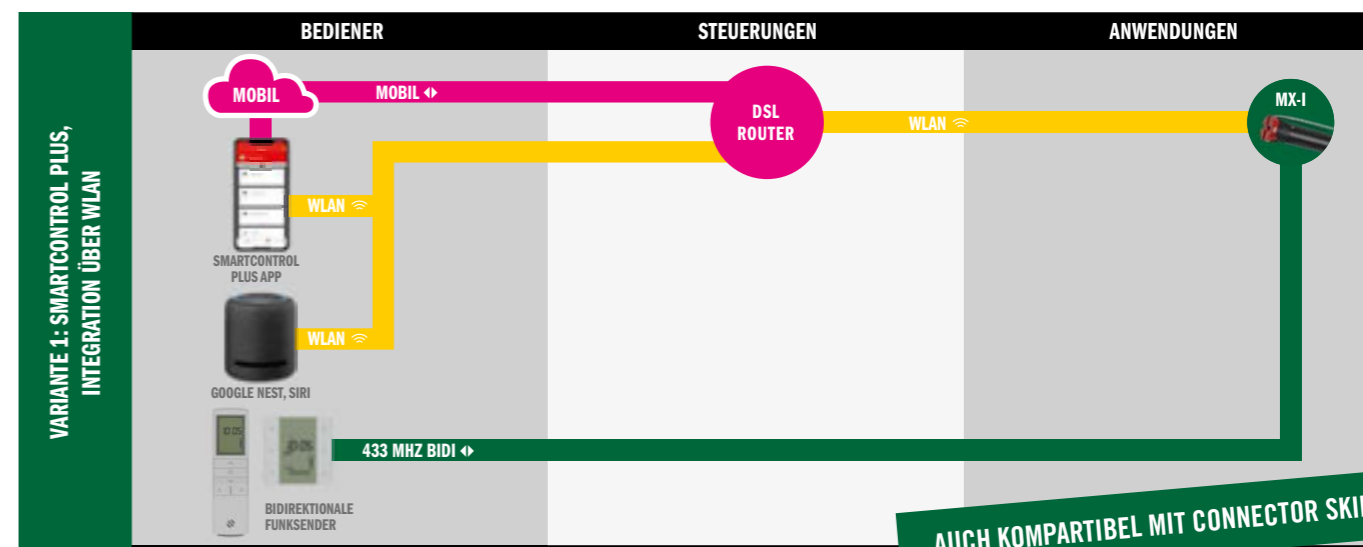 BEDIENER
STEUERUNGEN
ANWENDUNGEN
VARIANTE 1: SMARTCONTROL PLUS,
INTEGRATION ÜBER WLAN
MOBIL
MOBIL
DSL
ROUTER
WLAN
MX-I
WLAN
SMARTCONTROL
PLUS APP
WLAN
GOOGLE NEST, SIRI
433 MHZ BIDI
BIDIREKTIONALE
FUNKSENDER
AUCH KOMPARTIBEL MIT CONNECTOR